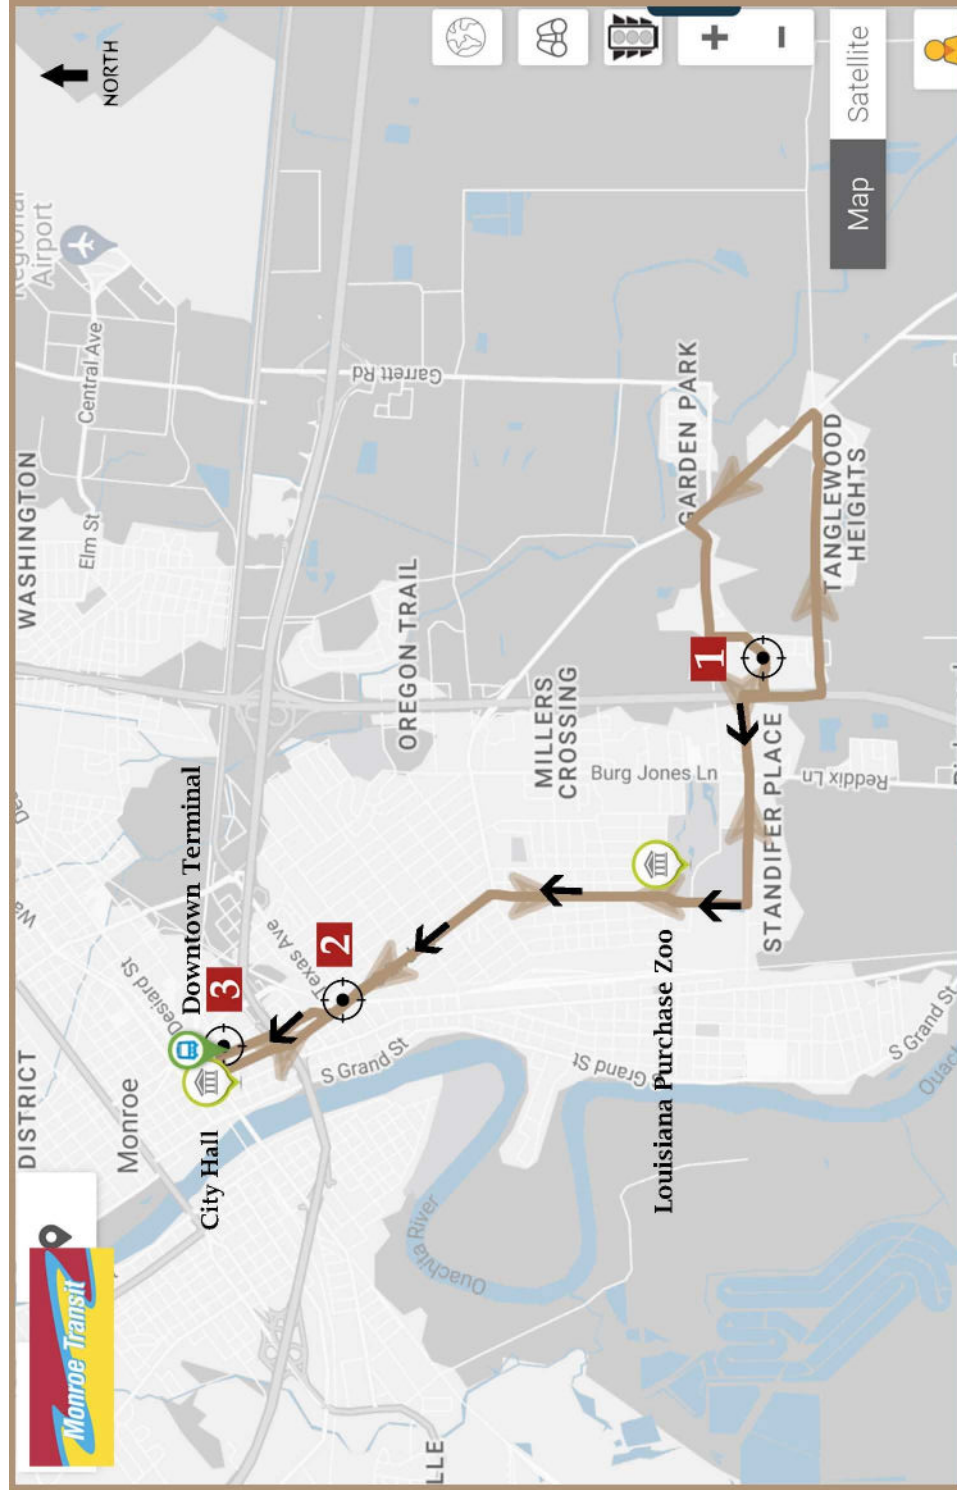 Monroe Transit
DISTRICT
WASHINGTON
Airport
NORTH
Monroe
Elm St
Central Ave
Desiard St
Downtown Terminal
City Hall
3
Texas Ave
2
S Grand St
Garrett Rd
OREGON TRAIL
Ouachita River
LLE
MILLERS
CROSSING
S Grand St
Burg Jones Ln
Louisiana Purchase Zoo
GARDEN PARK
1
STANDIFER PLACE
Reddix Ln
TANGLEWOOD
HEIGHTS
S Grand St
Map
Satellite